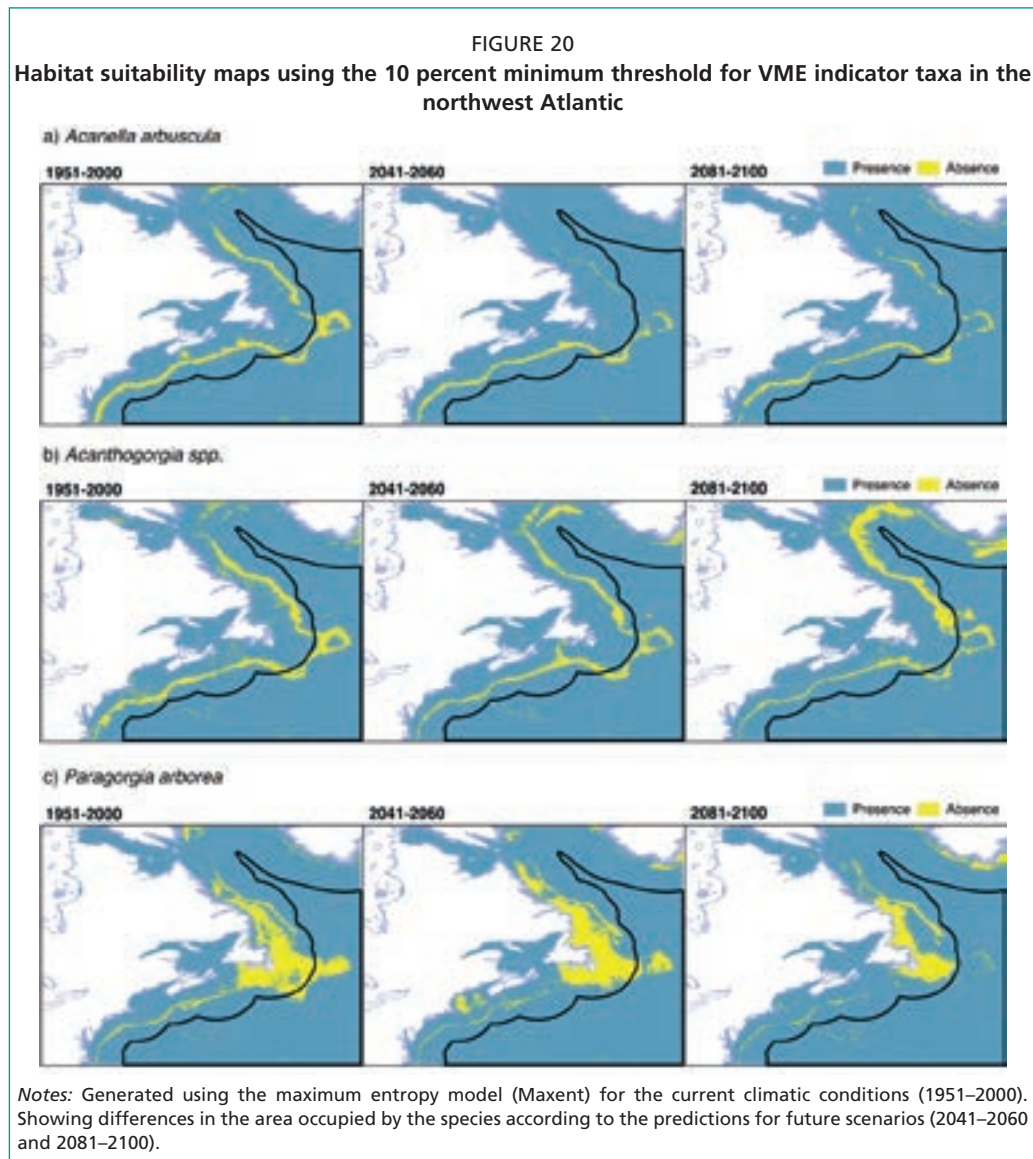 FIGURE 20
Habitat suitability maps using the 10 percent minimum threshold for VME indicator taxa in the
northwest Atlantic
a) Acanella arbuscula
1951-2000
2041-2060
2081-2100
Presence
Absence
b) Acanthogorgia spp.
1951-2000
2041-2060
2081-2100
Presence
Absence
c) Paragorgia arborea
1951-2000
2041-2060
2081-2100
Presence
Absence
Notes: Generated using the maximum entropy model (Maxent) for the current climatic conditions (1951–2000).
Showing differences in the area occupied by the species according to the predictions for future scenarios (2041–2060
and 2081–2100).